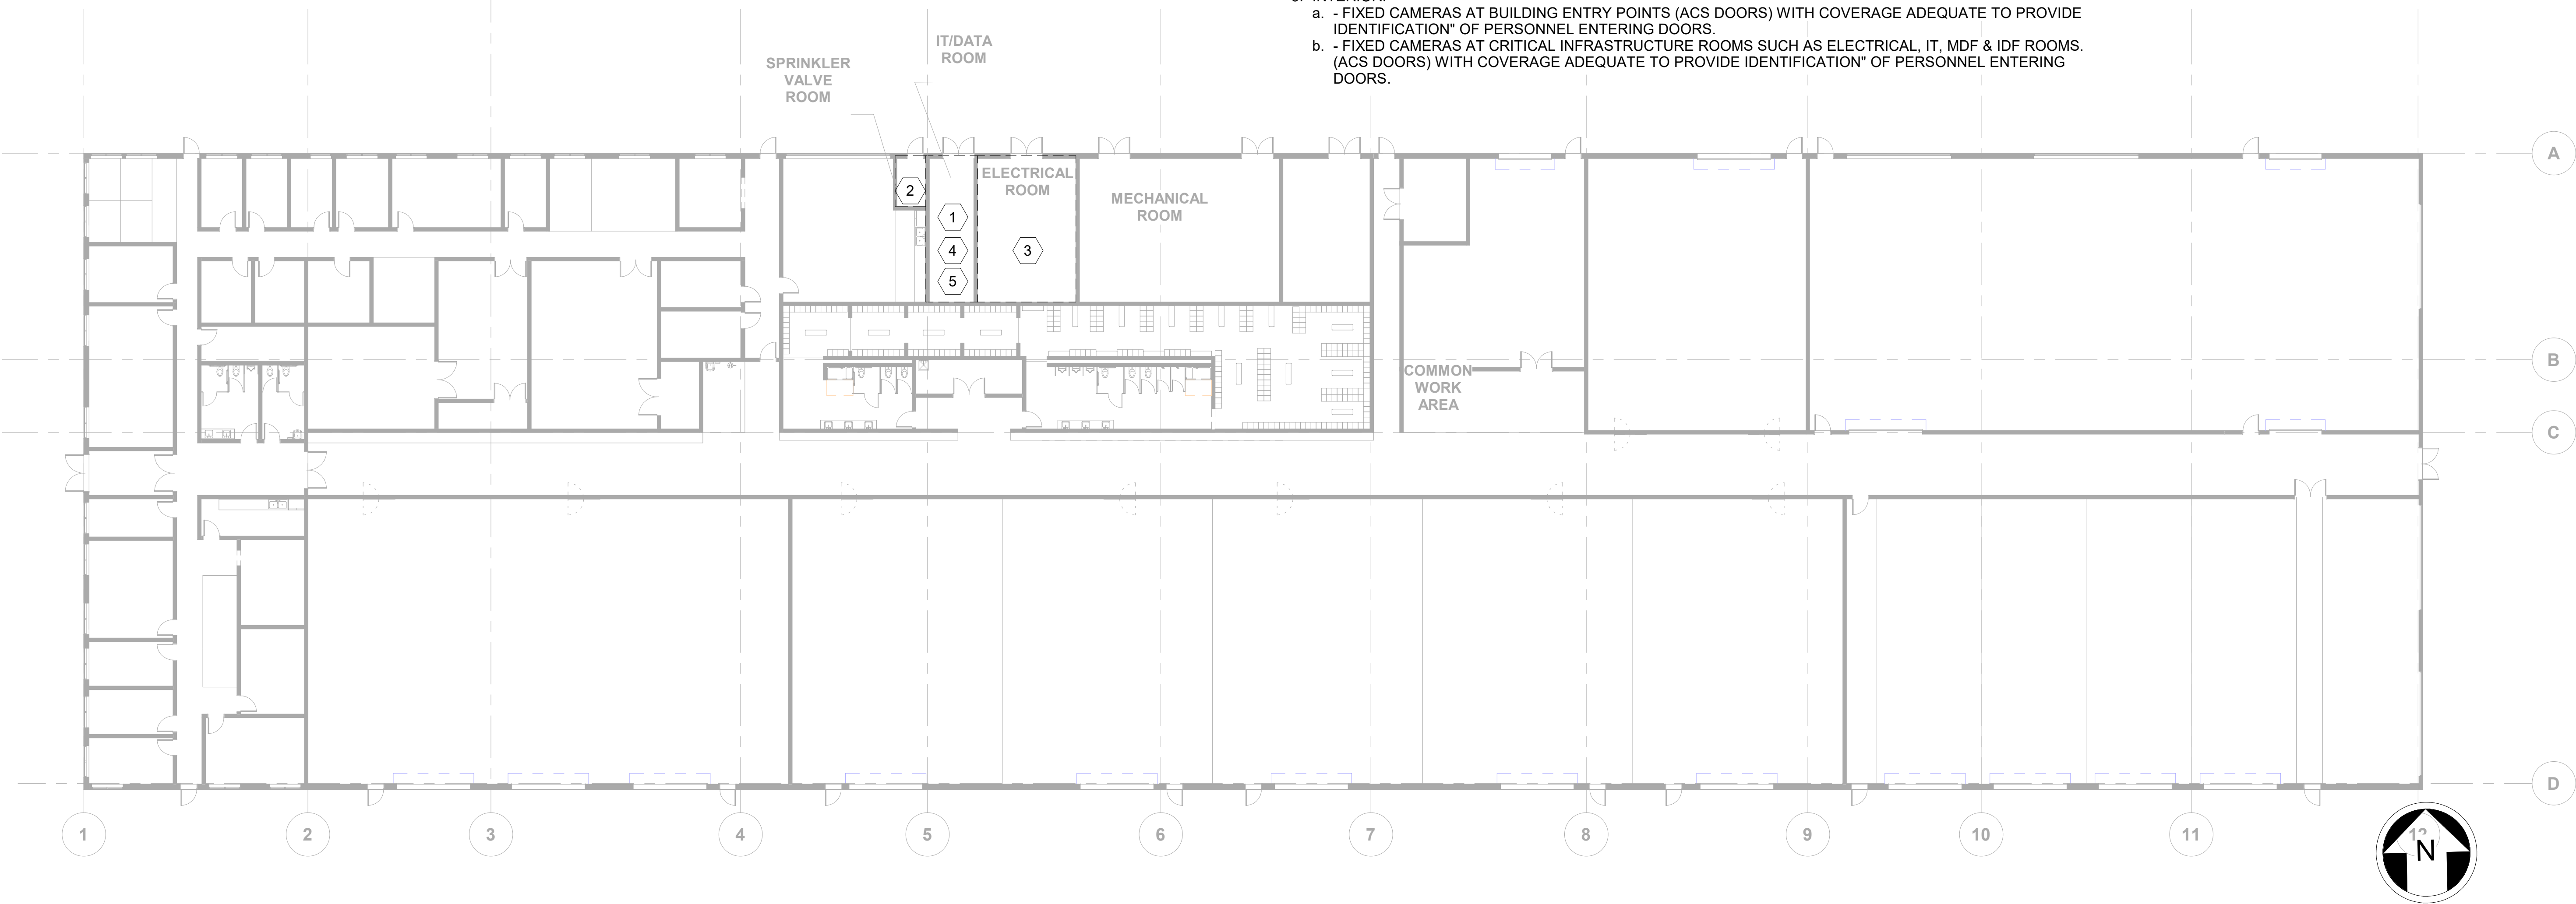 a. - FIXED CAMERAS AT BUILDING ENTRY POINTS (ACS DOORS) WITH COVERAGE ADEQUATE TO PROVIDE
IDENTIFICATION" OF PERSONNEL ENTERING DOORS.
b. - FIXED CAMERAS AT CRITICAL INFRASTRUCTURE ROOMS SUCH AS ELECTRICAL, IT, MDF & IDF ROOMS.
(ACS DOORS) WITH COVERAGE ADEQUATE TO PROVIDE IDENTIFICATION" OF PERSONNEL ENTERING
DOORS.
IT/DATA
ROOM
SPRINKLER
VALVE
ROOM
A
ELECTRICAL
ROOM
2
MECHANICAL
ROOM
1
4
3
5
B
COMMON
WORK
AREA
C
D
1
2
3
4
5
6
7
8
9
10
11
12
N